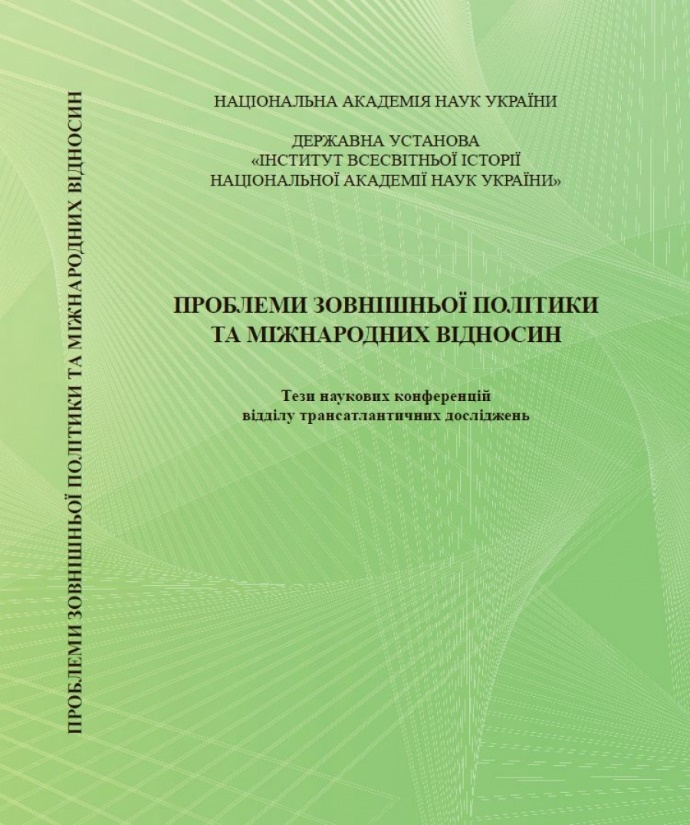 ПРОБЛЕМИ ЗОВНІШНЬОЇ ПОЛІТИКИ ТА МІЖНАРОДНИХ ВІДНОСИН
НАЦІОНАЛЬНА АКАДЕМІЯ НАУК УКРАЇНИ
ДЕРЖАВНА УСТАНОВА
«ІНСТИТУТ ВСЕСВІТНЬОЇ ІСТОРІЇ
НАЦІОНАЛЬНОЇ АКАДЕМІЇ НАУК УКРАЇНИ»
ПРОБЛЕМИ ЗОВНІШНЬОЇ ПОЛІТИКИ
ТА МІЖНАРОДНИХ ВІДНОСИН
Тези наукових конференцій
відділу трансатлантичних досліджень